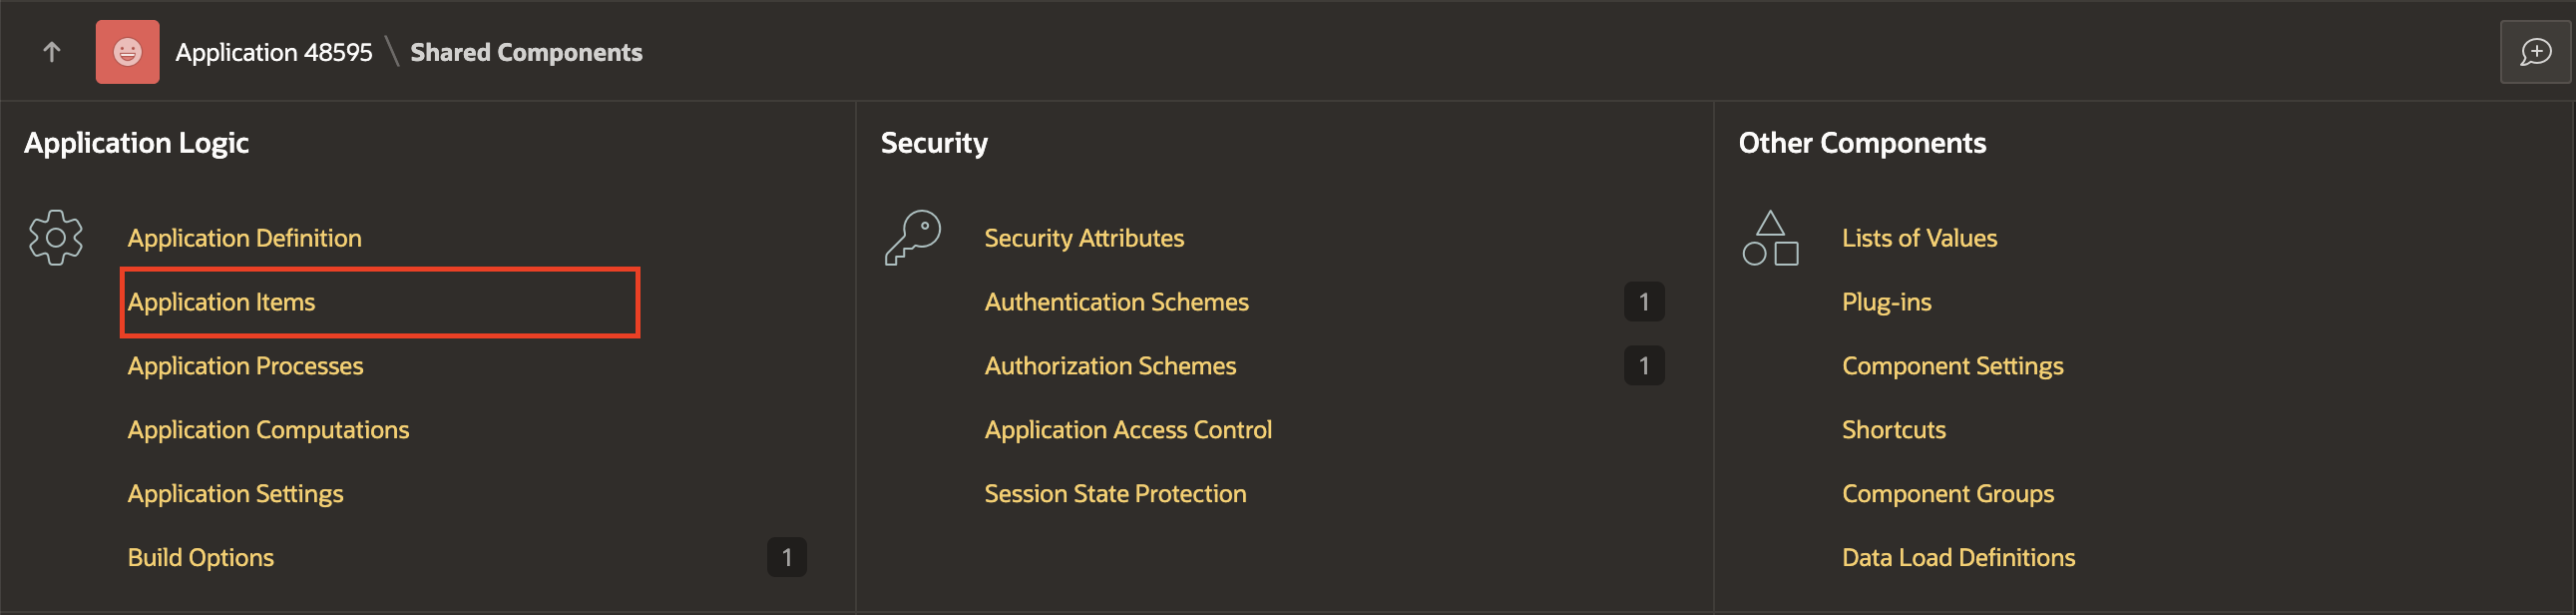 Application 48595 \ Shared Components
Application Logic
Application Definition
Application Items
Application Processes
Application Computations
Application Settings
Build Options 1
Security
Security Attributes
Authentication Schemes 1
Authorization Schemes 1
Application Access Control
Session State Protection
Other Components
Lists of Values
Plug-ins
Component Settings
Shortcuts
Component Groups
Data Load Definitions